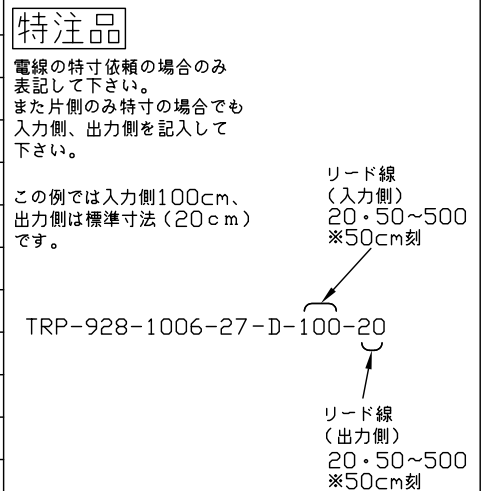 特注品
電線の特寸依頼の場合のみ
表記して下さい。
また片側のみ特寸の場合でも
入力側、出力側を記入して
下さい。
この例では入力側100cm、
出力側は標準寸法(20cm)
です。
リード線
(入力側)
20・50~500
※50cm刻
TRP-928-1006-27-D-100-20
リード線
(出力側)
20・50~500
※50cm刻